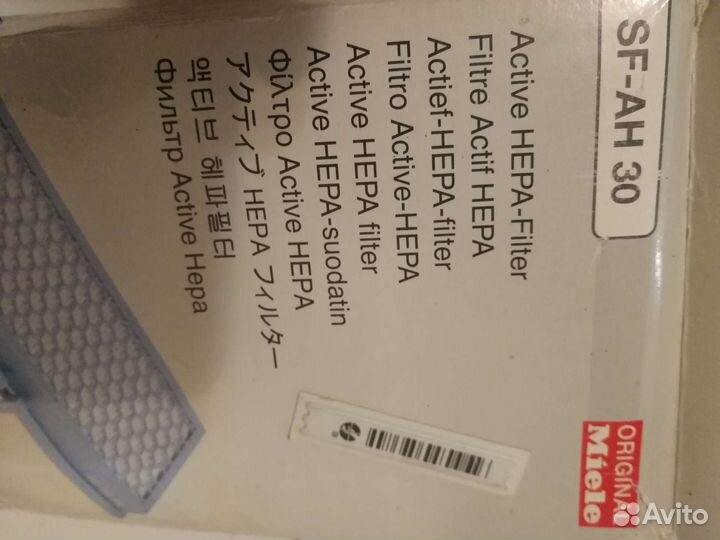 SF-AH 30
Active HEPA-Filter
Filtre Actif HEPA
Actief-HEPA-filter
Filtro Active-HEPA
Active HEPA filter
Active HEPA-suodatin
Φίλτρο Active HEPA
アクティブ HEPA フィルター
액티브 헤파필터
Фильтр Active Hepa
ORIGINAL
Miele
Avito